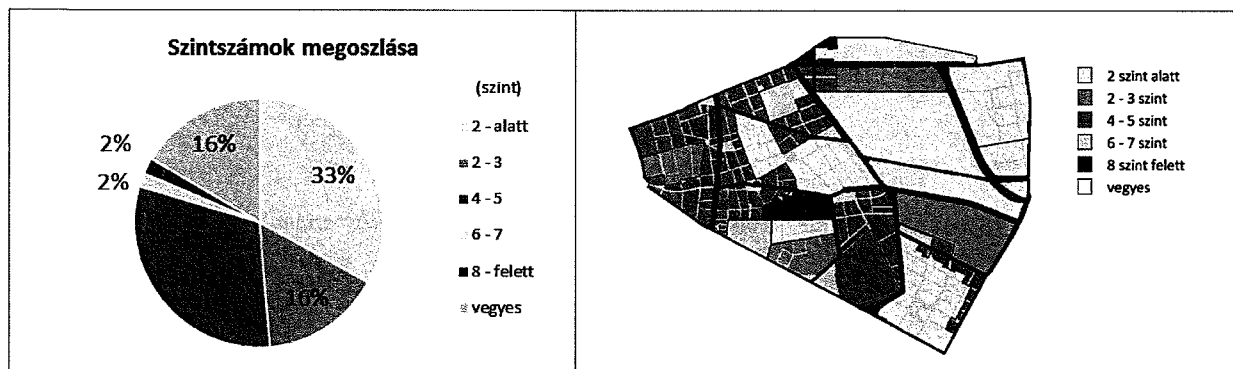 Szintszámok megoszlása
(szint)
2 - alatt
2 - 3
4 - 5
6 - 7
8 - felett
vegyes
2%
2%
16%
33%
16%
2 szint alatt
2 - 3 szint
4 - 5 szint
6 - 7 szint
8 szint felett
vegyes